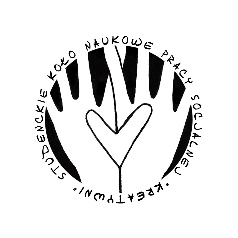 STUDENCKIE KOŁO NAUKOWE PRACY SOCJALNEJ "KREATYWNI"